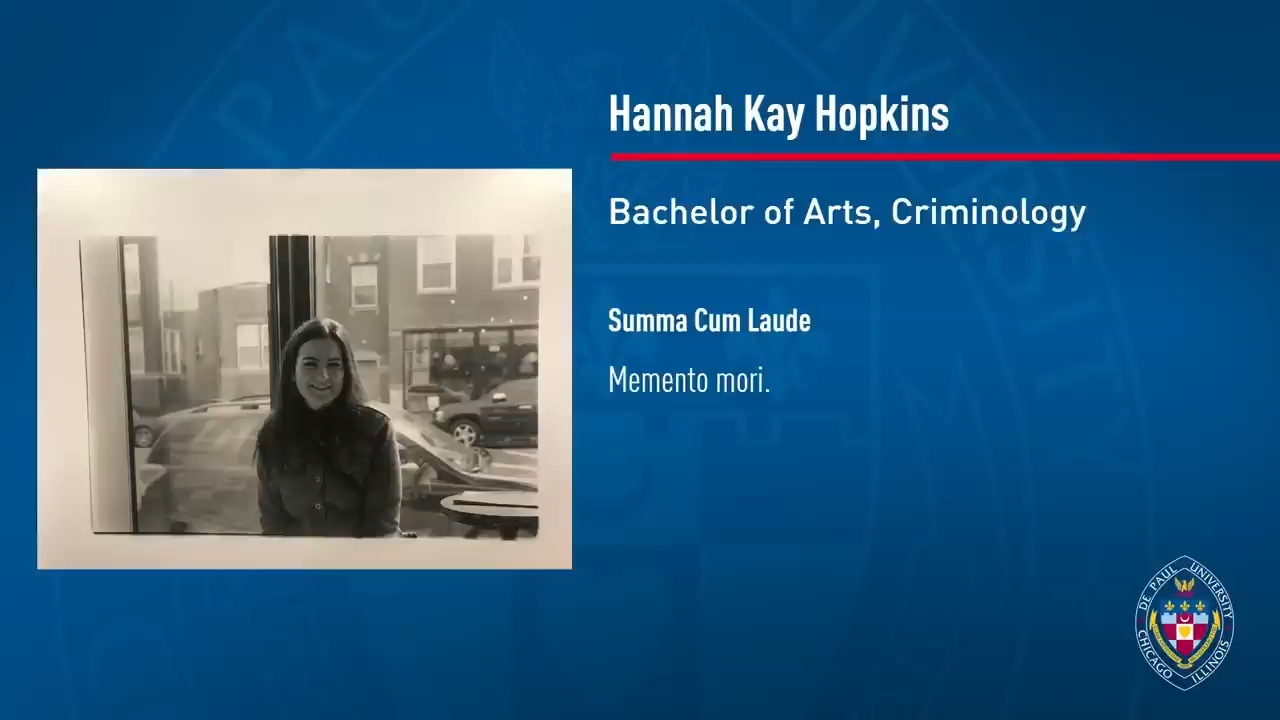 Hannah Kay Hopkins
Bachelor of Arts, Criminology
Summa Cum Laude
Memento mori.
DE PAUL UNIVERSITY
CHICAGO ILLINOIS